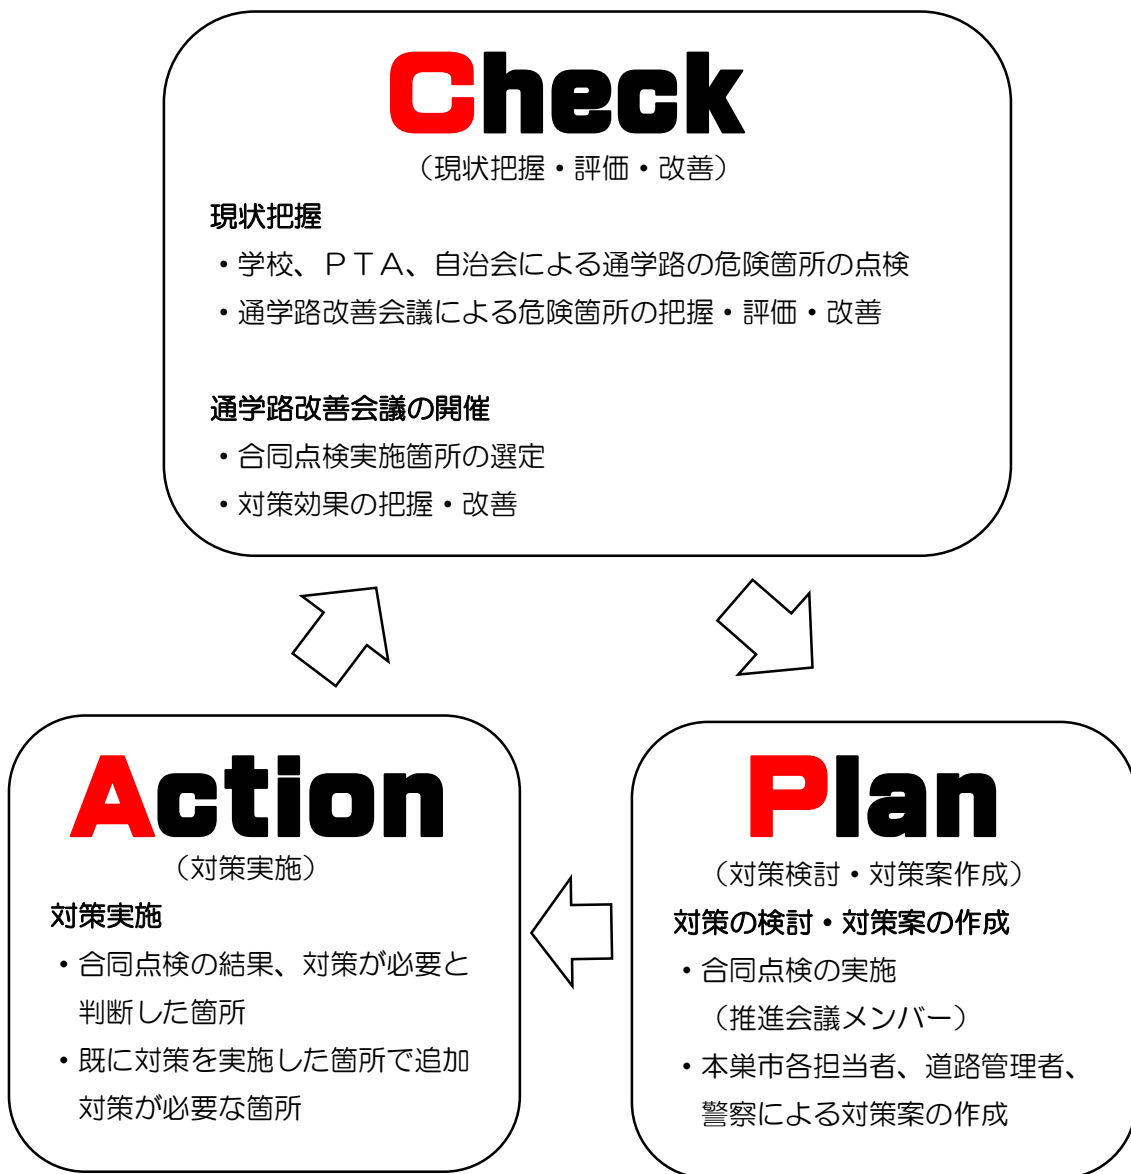 Check
（現状把握・評価・改善）
現状把握
・学校、ＰＴＡ、自治会による通学路の危険箇所の点検
・通学路改善会議による危険箇所の把握・評価・改善
通学路改善会議の開催
・合同点検実施箇所の選定
・対策効果の把握・改善
Action
（対策実施）
対策実施
・合同点検の結果、対策が必要と
判断した箇所
・既に対策を実施した箇所で追加
対策が必要な箇所
Plan
（対策検討・対策案作成）
対策の検討・対策案の作成
・合同点検の実施
（推進会議メンバー）
・本巣市各担当者、道路管理者、
警察による対策案の作成